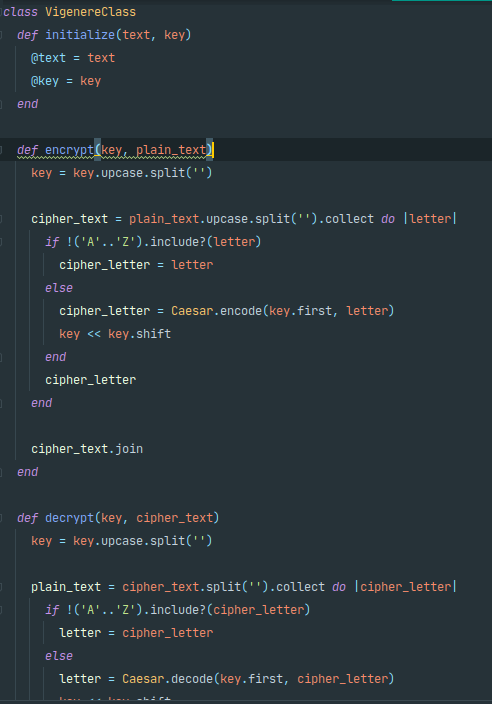 class VigenereClass
  def initialize(text, key)
    @text = text
    @key = key
  end

  def encrypt(key, plain_text)
    key = key.upcase.split('')

    cipher_text = plain_text.upcase.split('').collect do |letter|
      if !('A'..'Z').include?(letter)
        cipher_letter = letter
      else
        cipher_letter = Caesar.encode(key.first, letter)
        key << key.shift
      end
      cipher_letter
    end

    cipher_text.join
  end

  def decrypt(key, cipher_text)
    key = key.upcase.split('')

    plain_text = cipher_text.split('').collect do |cipher_letter|
      if !('A'..'Z').include?(cipher_letter)
        letter = cipher_letter
      else
        letter = Caesar.decode(key.first, cipher_letter)
        key << key.shift